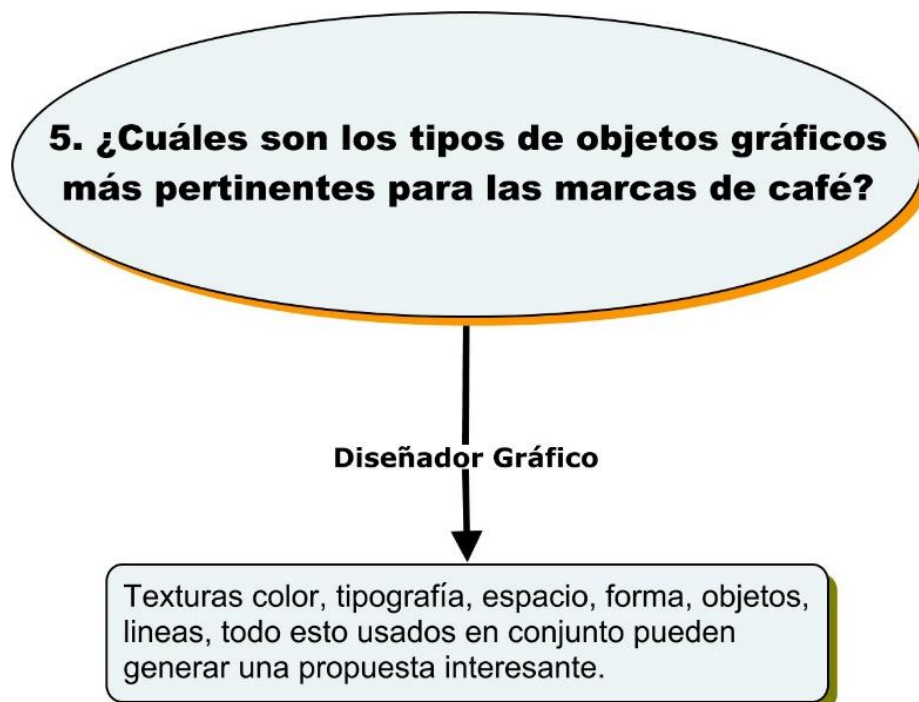 5. ¿Cuáles son los tipos de objetos gráficos
más pertinentes para las marcas de café?
Diseñador Gráfico
Texturas color, tipografía, espacio, forma, objetos,
lineas, todo esto usados en conjunto pueden
generar una propuesta interesante.